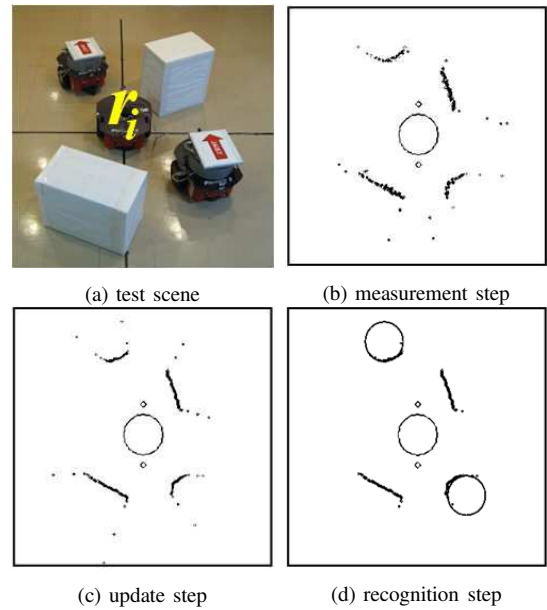 r_i
(a) test scene
(b) measurement step
(c) update step
(d) recognition step